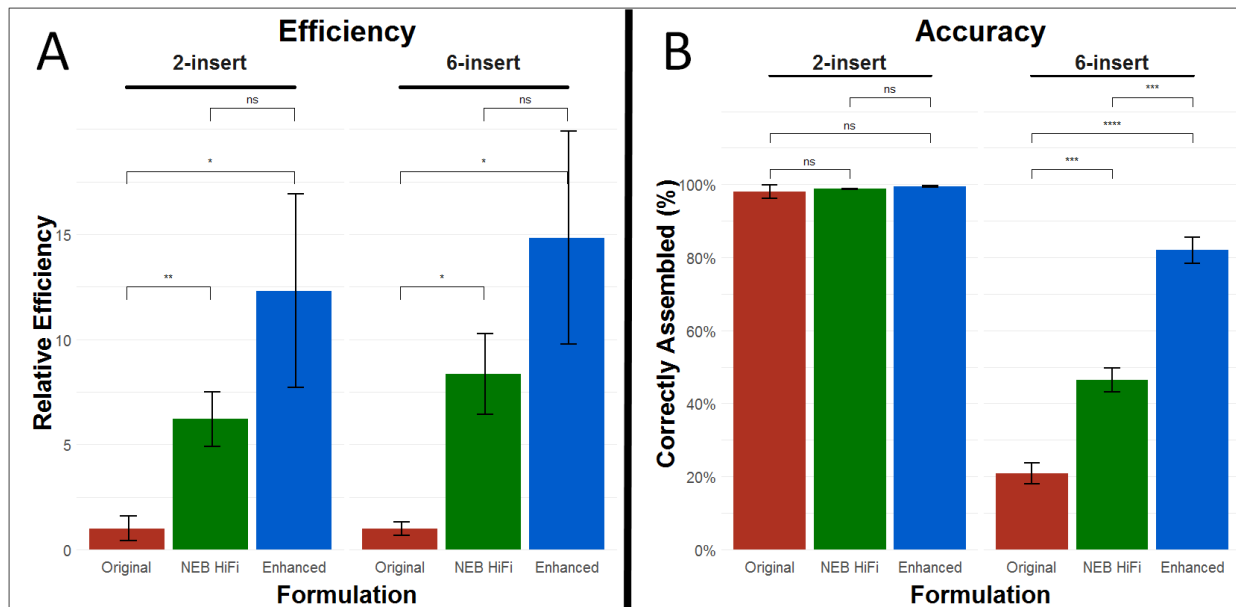 A
Efficiency
2-insert
6-insert
ns
ns
*
*
**
*
15
10
5
0
Relative Efficiency
Original NEB HiFi Enhanced
Original NEB HiFi Enhanced
Formulation
B
Accuracy
2-insert
6-insert
ns
***
ns
****
ns
***
100%
80%
60%
40%
20%
0%
Correctly Assembled (%)
Original NEB HiFi Enhanced
Original NEB HiFi Enhanced
Formulation